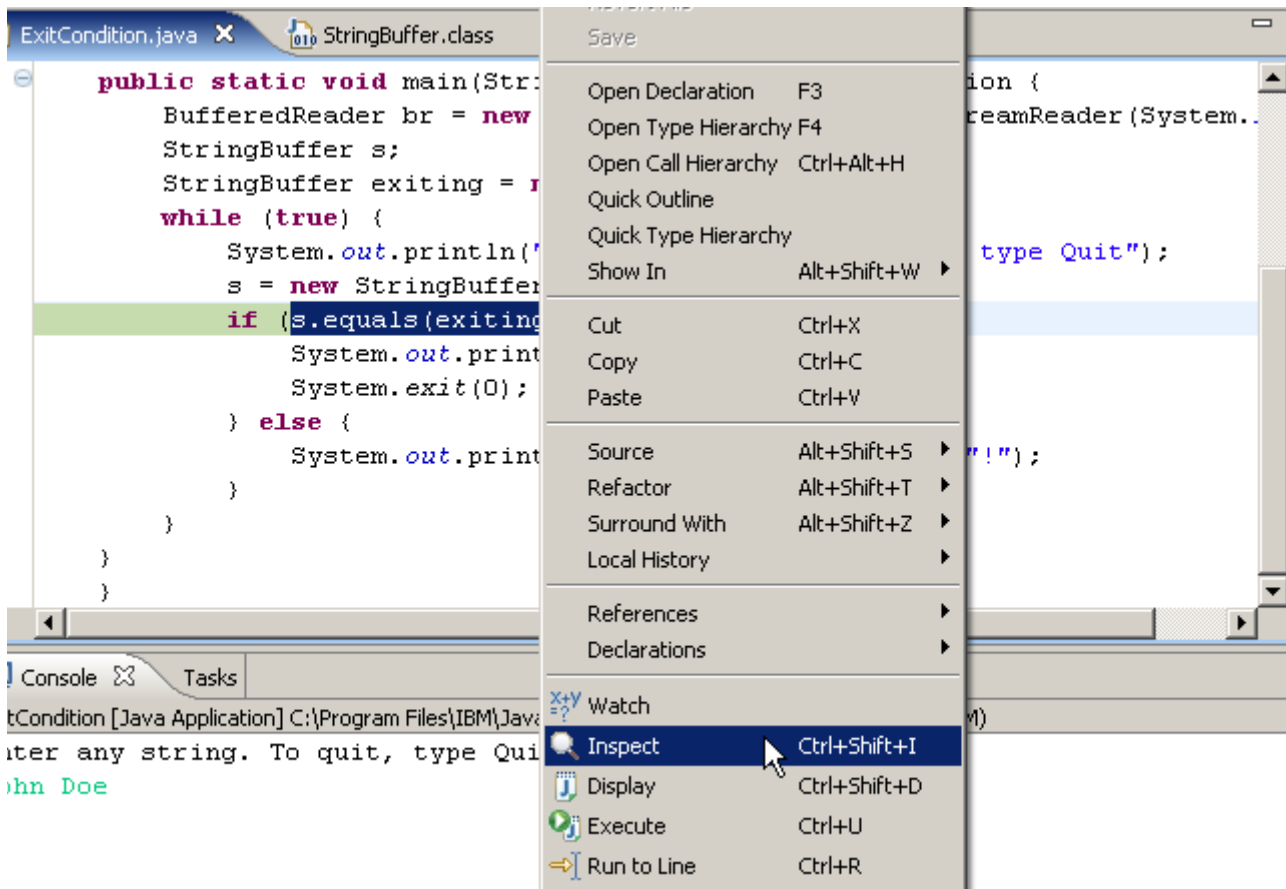 ExitCondition.java StringBuffer.class
public static void main(Stri
ion {
BufferedReader br = new
reamReader(System.
StringBuffer s;
StringBuffer exiting =
while (true) {
System.out.println("
type Quit");
s = new StringBuffer
if (s.equals(exiting
System.out.print
System.exit(0);
} else {
System.out.print
"!");
}
}
}
}
Save
Open Declaration F3
Open Type Hierarchy F4
Open Call Hierarchy Ctrl+Alt+H
Quick Outline
Quick Type Hierarchy
Show In Alt+Shift+W
Cut Ctrl+X
Copy Ctrl+C
Paste Ctrl+V
Source Alt+Shift+S
Refactor Alt+Shift+T
Surround With Alt+Shift+Z
Local History
References
Declarations
Watch
Inspect Ctrl+Shift+I
Display Ctrl+Shift+D
Execute Ctrl+U
Run to Line Ctrl+R
Console Tasks
tCondition [Java Application] C:\Program Files\IBM\Java
M)
nter any string. To quit, type Qui
ohn Doe